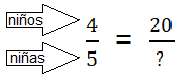 niños 4/5 = 20/?
niñas